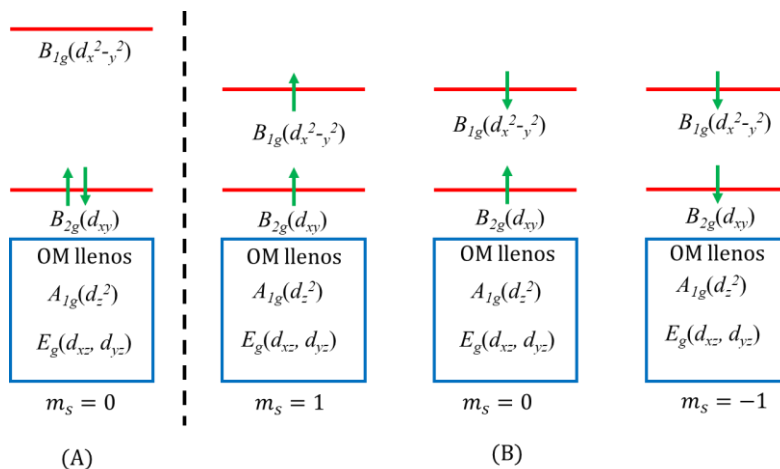 B1g(dx²-y²)
B2g(dxy)
OM llenos
A1g(dz²)
Eg(dxz, dyz)
mₛ = 0
(A)
B1g(dx²-y²)
B2g(dxy)
OM llenos
A1g(dz²)
Eg(dxz, dyz)
mₛ = 1
B1g(dx²-y²)
B2g(dxy)
OM llenos
A1g(dz²)
Eg(dxz, dyz)
mₛ = 0
B1g(dx²-y²)
B2g(dxy)
OM llenos
A1g(dz²)
Eg(dxz, dyz)
mₛ = −1
(B)